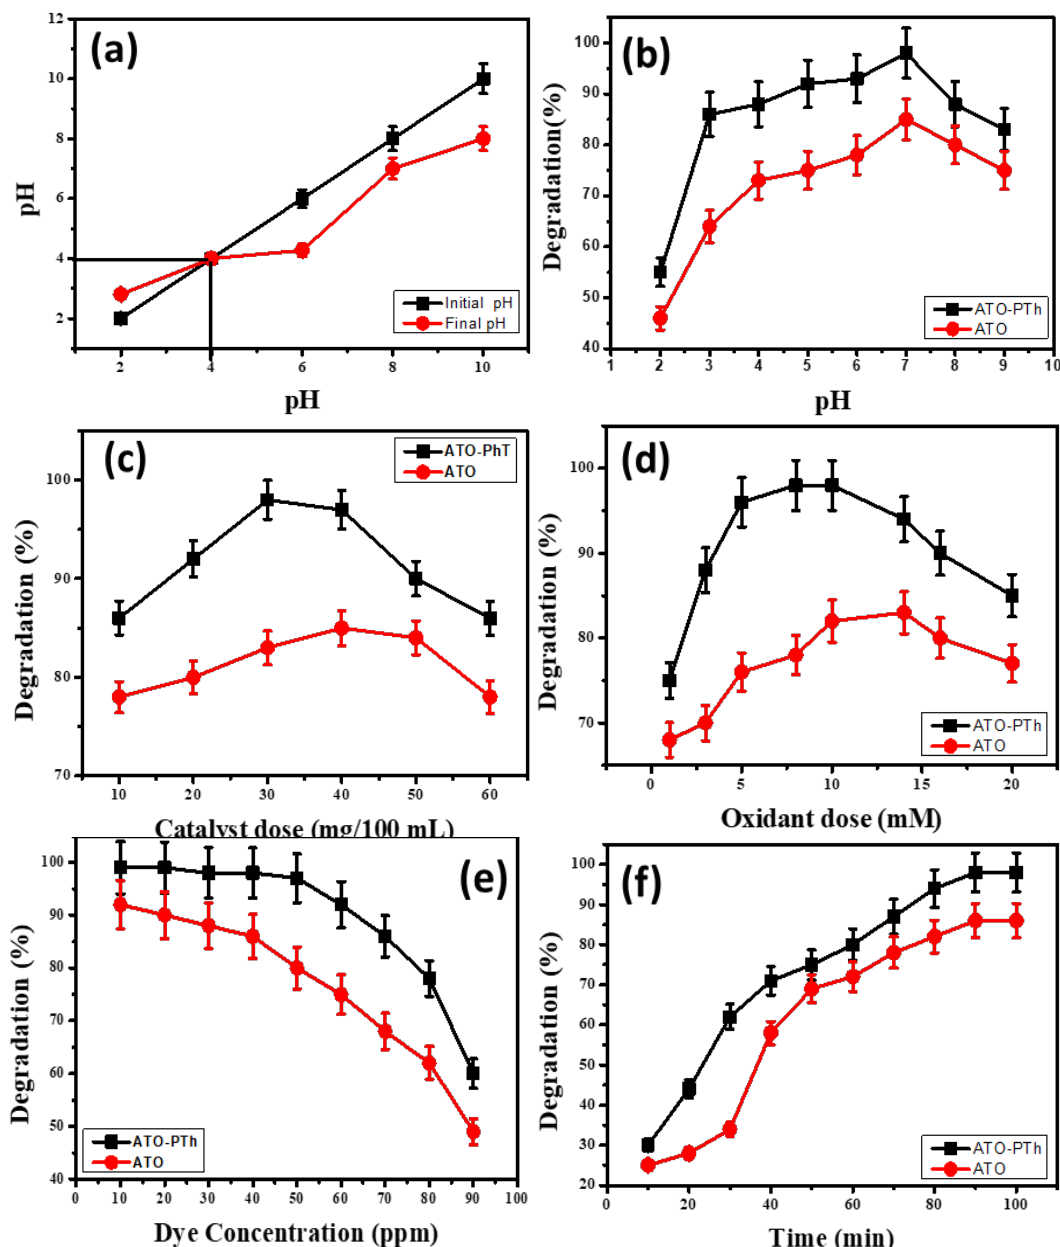 (a)
12
10
8
6
4
2
pH
2
4
6
8
10
pH
Initial pH
Final pH
(b)
100
90
80
70
60
50
40
Degradation(%)
1
2
3
4
5
6
7
8
9
10
pH
ATO-PTh
ATO
(c)
100
90
80
70
Degradation (%)
10
20
30
40
50
60
Catalyst dose (mg/100 mL)
ATO-PhT
ATO
(d)
100
90
80
70
Degradation (%)
0
5
10
15
20
Oxidant dose (mM)
ATO-PTh
ATO
(e)
100
90
80
70
60
50
40
Degradation (%)
10
20
30
40
50
60
70
80
90
100
Dye Concentration (ppm)
ATO-PTh
ATO
(f)
100
90
80
70
60
50
40
30
20
Degradation (%)
0
20
40
60
80
100
Time (min)
ATO-PTh
ATO